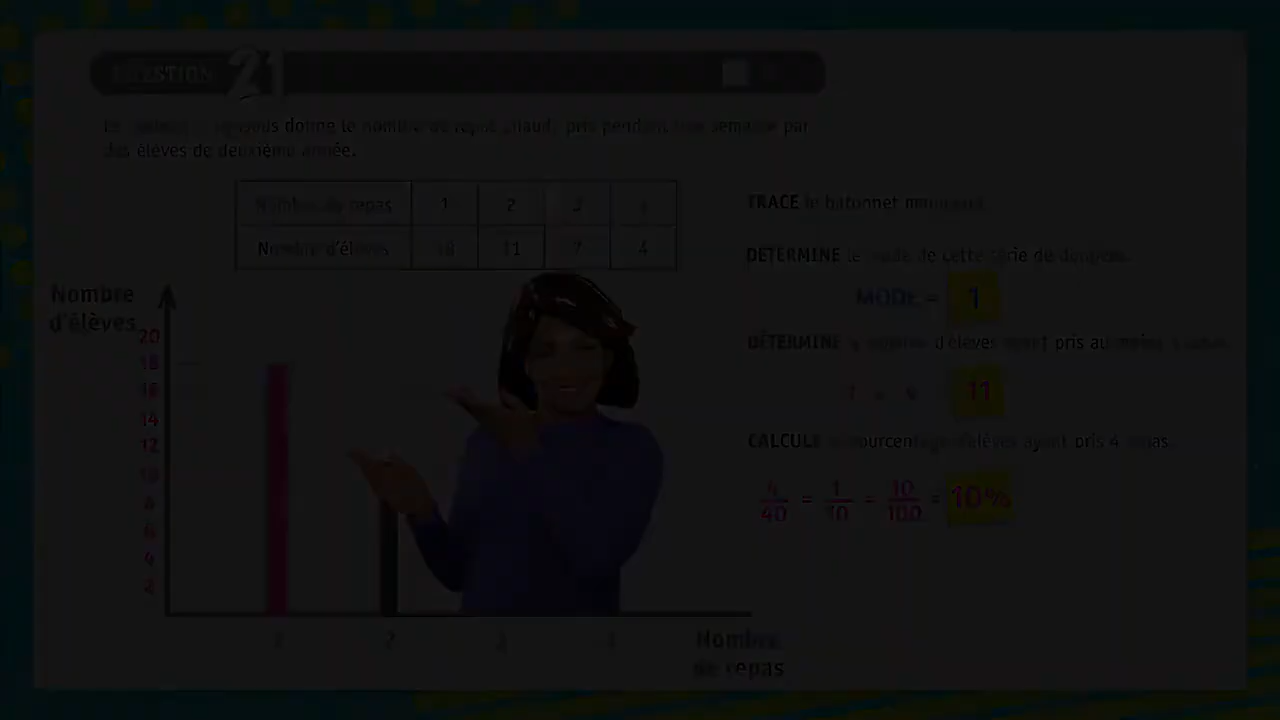 QUESTION 21
donne le nombre de repas chauds pris pendant une semaine par
des élèves de deuxième année.
Nombre de repas 1 2 3
Nombre d'élèves 18 11 7 4
TRACE le bâtonnet manquant.
DÉTERMINE le mode de cette série de données.
MODE = 1
DÉTERMINE le nombre d'élèves ayant pris au moins
11
CALCULE le pourcentage d'élèves ayant pris 4 repas.
4/40 = 1/10 = 10/100 = 10%
Nombre
d'élèves
20
18
16
14
12
10
8
6
4
2
2
Nombre
de repas